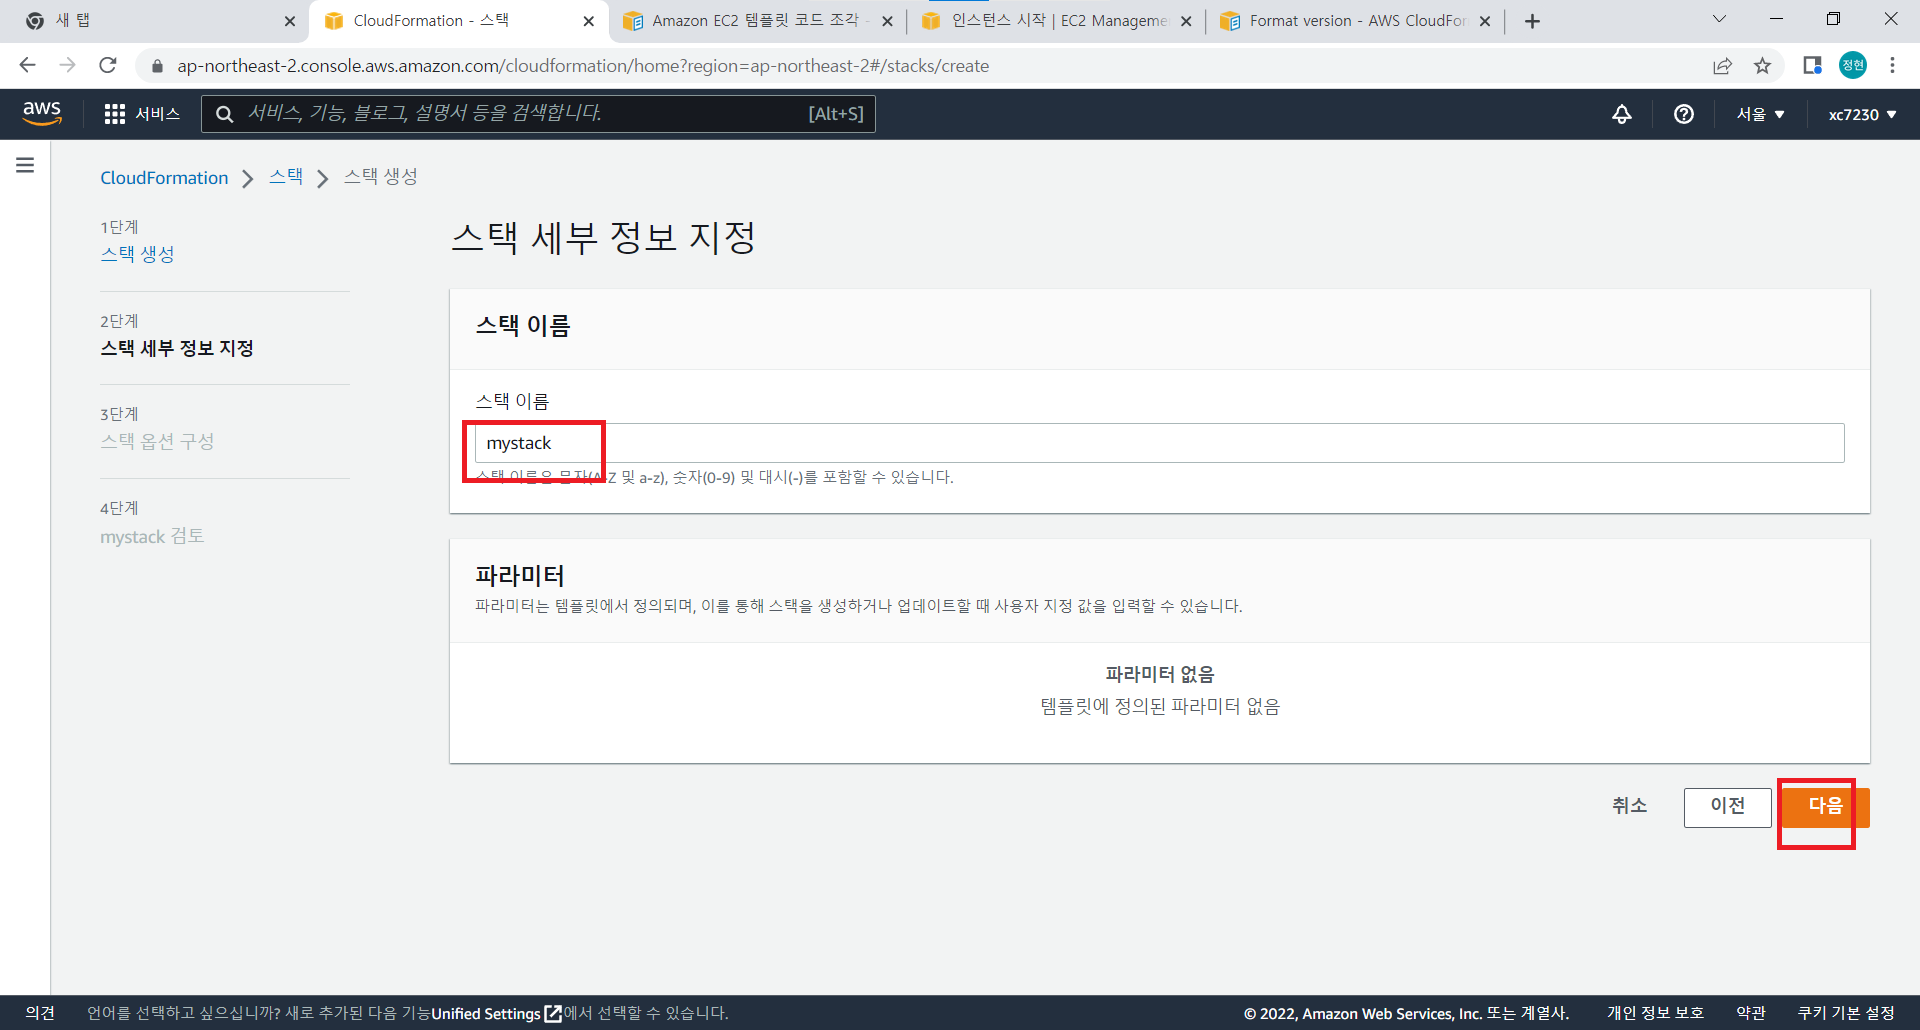 새 탭
CloudFormation - 스택
Amazon EC2 템플릿 코드 조각 -
인스턴스 시작 | EC2 Manageme
Format version - AWS CloudFor
ap-northeast-2.console.aws.amazon.com/cloudformation/home?region=ap-northeast-2#/stacks/create
정현
aws
서비스
서비스, 기능, 블로그, 설명서 등을 검색합니다.
[Alt+S]
서울
xc7230
CloudFormation
스택
스택 생성
1단계
스택 생성
2단계
스택 세부 정보 지정
3단계
스택 옵션 구성
4단계
mystack 검토
스택 세부 정보 지정
스택 이름
스택 이름
mystack
스택 이름은 문자(A-Z 및 a-z), 숫자(0-9) 및 대시(-)를 포함할 수 있습니다.
파라미터
파라미터는 템플릿에서 정의되며, 이를 통해 스택을 생성하거나 업데이트할 때 사용자 지정 값을 입력할 수 있습니다.
파라미터 없음
템플릿에 정의된 파라미터 없음
취소
이전
다음
의견
언어를 선택하고 싶으십니까? 새로 추가된 다음 기능Unified Settings에서 선택할 수 있습니다.
© 2022, Amazon Web Services, Inc. 또는 계열사.
개인 정보 보호
약관
쿠키 기본 설정